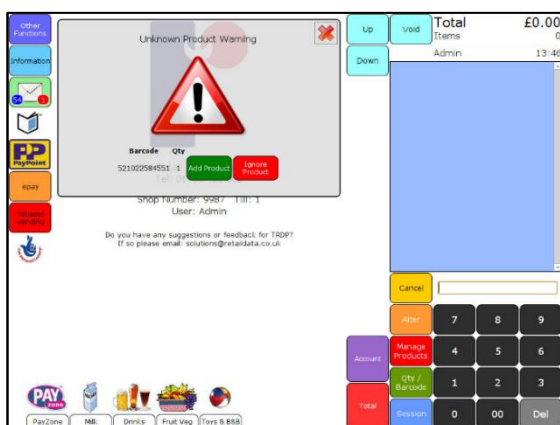 Other
Functions
Information
54
1
PayPoint
epay
Tobacco
Vending
Unknown Product Warning
Barcode Qty
521022584551 1
Add Product
Ignore
Product
Shop Number: 9987 Till: 1
User: Admin
Do you have any suggestions or feedback for TRDP?
If so please email: solutions@retaildata.co.uk
PAY
zone
PayZone
Milk
Drinks
Fruit Veg
Toys & B&B
Up
Void
Down
Total £0.00
Items 0
Admin 13:46
Cancel
Alter
7
8
9
Account
Manage
Products
4
5
6
Qty /
Barcode
1
2
3
Total
Session
0
00
Del